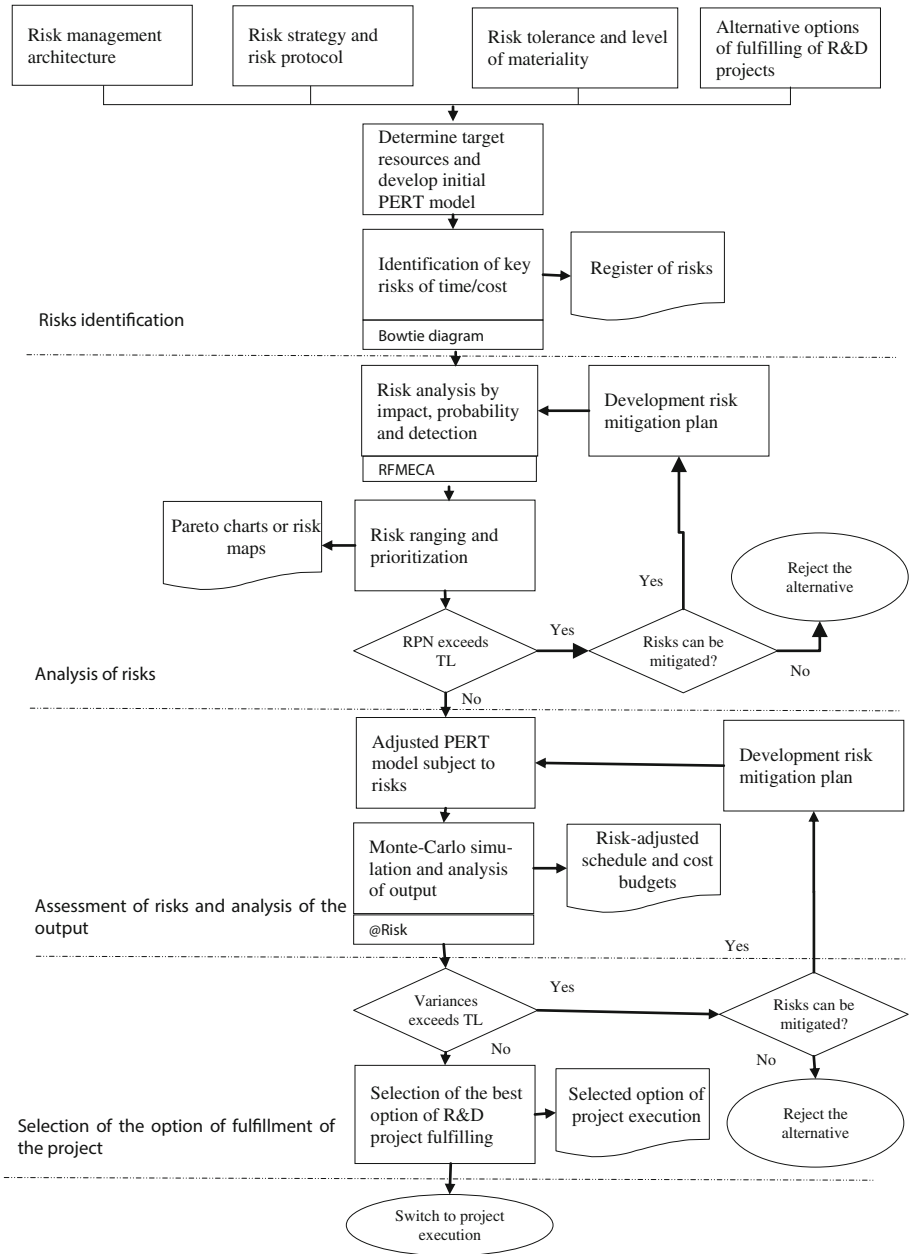 Risk management
architecture
Risk strategy and
risk protocol
Risk tolerance and level
of materiality
Alternative options
of fulfilling of R&D
projects
Determine target
resources and
develop initial
PERT model
Identification of key
risks of time/cost
Bowtie diagram
Register of risks
Risks identification
Risk analysis by
impact, probability
and detection
RFMECA
Development risk
mitigation plan
Pareto charts or risk
maps
Risk ranging and
prioritization
Yes
Reject the
alternative
RPN exceeds
TL
Yes
Risks can be
mitigated?
No
Analysis of risks
No
Adjusted PERT
model subject to
risks
Development risk
mitigation plan
Monte-Carlo simu-
lation and analysis
of output
@Risk
Risk-adjusted
schedule and cost
budgets
Assessment of risks and analysis of the
output
Yes
Variances
exceeds TL
Yes
Risks can be
mitigated?
No
No
Selection of the best
option of R&D
project fulfilling
Selected option of
project execution
Reject the
alternative
Selection of the option of fulfillment of
the project
Switch to project
execution